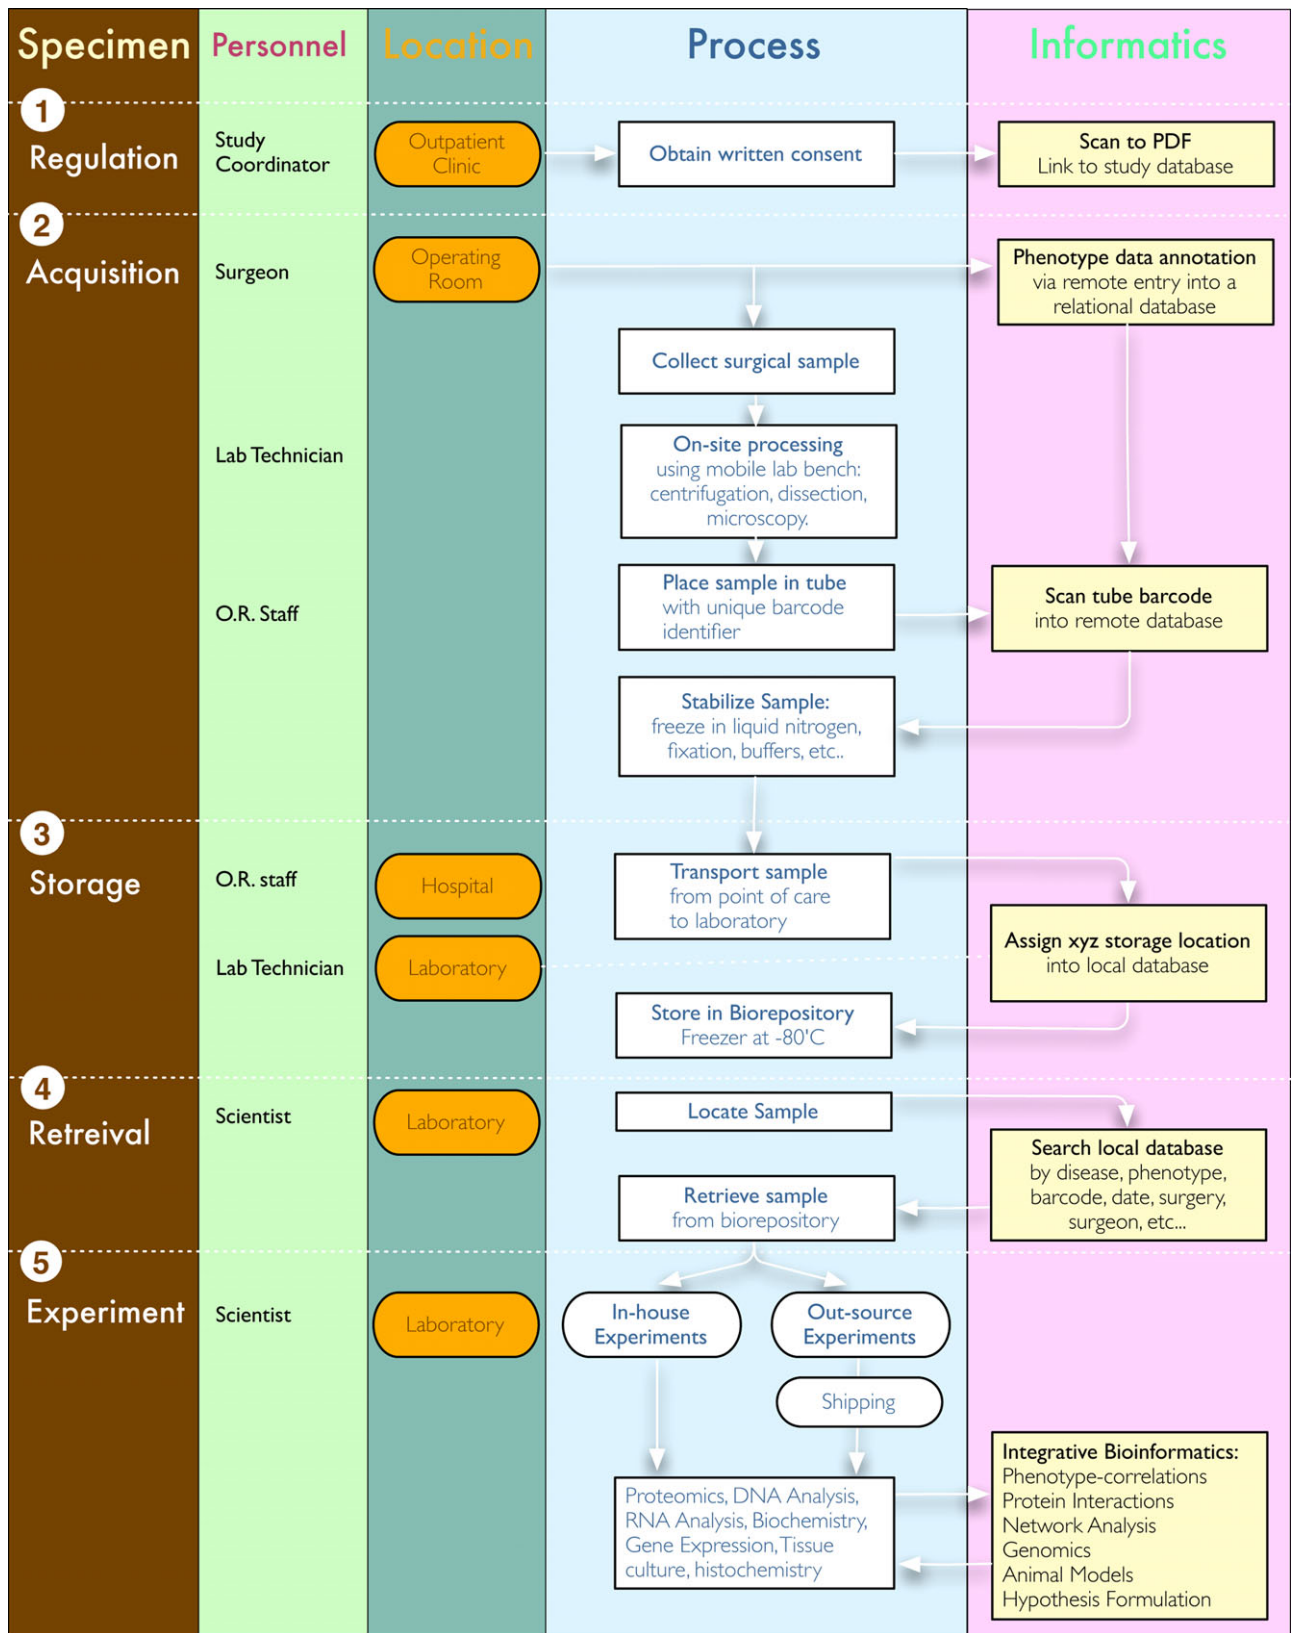 Specimen
Personnel
Location
Process
Informatics
1
Regulation
Study
Coordinator
Outpatient
Clinic
Obtain written consent
Scan to PDF
Link to study database
2
Acquisition
Surgeon
Operating
Room
Phenotype data annotation
via remote entry into a
relational database
Collect surgical sample
Lab Technician
On-site processing
using mobile lab bench:
centrifugation, dissection,
microscopy.
O.R. Staff
Place sample in tube
with unique barcode
identifier
Scan tube barcode
into remote database
Stabilize Sample:
freeze in liquid nitrogen,
fixation, buffers, etc..
3
Storage
O.R. staff
Hospital
Transport sample
from point of care
to laboratory
Lab Technician
Laboratory
Assign xyz storage location
into local database
Store in Biorepository
Freezer at -80'C
4
Retreival
Scientist
Laboratory
Locate Sample
Search local database
by disease, phenotype,
barcode, date, surgery,
surgeon, etc...
Retrieve sample
from biorepository
5
Experiment
Scientist
Laboratory
In-house
Experiments
Out-source
Experiments
Shipping
Proteomics, DNA Analysis,
RNA Analysis, Biochemistry,
Gene Expression, Tissue
culture, histochemistry
Integrative Bioinformatics:
Phenotype-correlations
Protein Interactions
Network Analysis
Genomics
Animal Models
Hypothesis Formulation